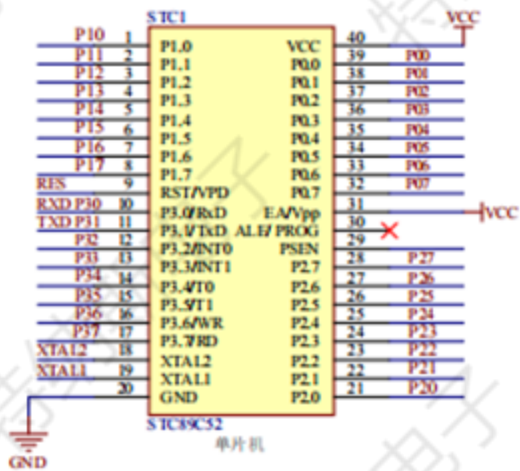 STC1
VCC
P10 1 P1.0 VCC 40
P11 2 P1.1 P0.0 39 P00
P12 3 P1.2 P0.1 38 P01
P13 4 P1.3 P0.2 37 P02
P14 5 P1.4 P0.3 36 P03
P15 6 P1.5 P0.4 35 P04
P16 7 P1.6 P0.5 34 P05
P17 8 P1.7 P0.6 33 P06
RES 9 RST/VPD P0.7 32 P07
RXD P30 10 P3.0/RxD EA/Vpp 31 VCC
TXD P31 11 P3.1/TxD ALE/PROG 30
P32 12 P3.2/INT0 PSEN 29
P33 13 P3.3/INT1 P2.7 28 P27
P34 14 P3.4/T0 P2.6 27 P26
P35 15 P3.5/T1 P2.5 26 P25
P36 16 P3.6/WR P2.4 25 P24
P37 17 P3.7/RD P2.3 24 P23
XTAL2 18 XTAL2 P2.2 23 P22
XTAL1 19 XTAL1 P2.1 22 P21
20 GND P2.0 21 P20
STC89C52
单片机
GND